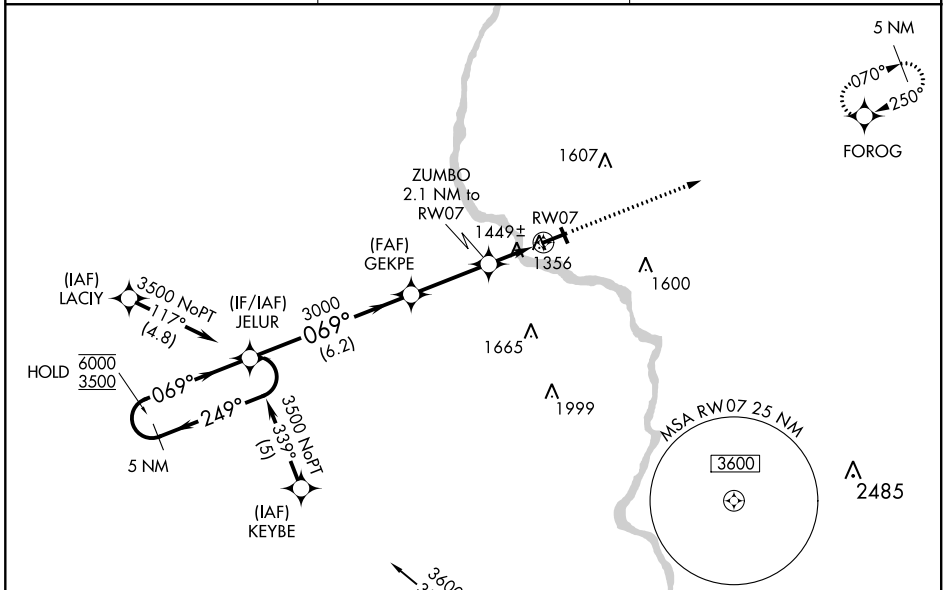 5 NM
070°
250°
FOROG
1607
ZUMBO
2.1 NM to
RW07
RW07
1449±
1356
(FAF)
GEKPE
1600
(IAF)
LACIY
3500 NoPT
117°
(4.8)
(IF/IAF)
JELUR
3000
069°
(6.2)
1665
HOLD
6000
3500
069°
249°
5 NM
3500 NoPT
339°
(5)
(IAF)
KEYBE
1999
MSA RW07 25 NM
3600
2485
3600